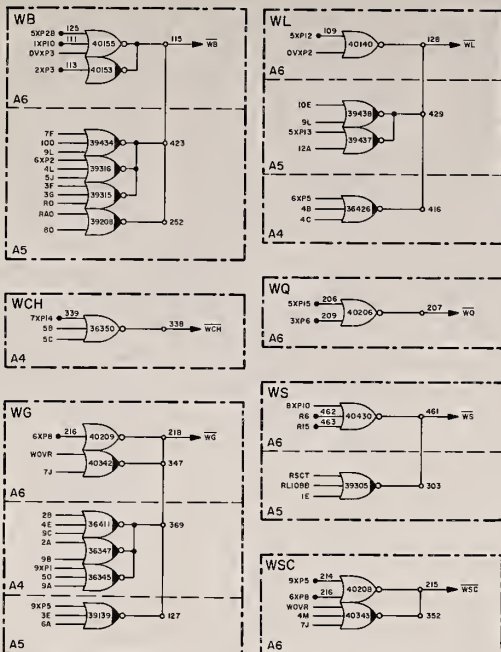 WB
125
5XP28
111
1XP10
40155
115
WB
0VXP3
113
2XP3
40153
A6
7F
100
39434
423
9L
6XP2
4L
39316
5J
3F
3G
39315
RO
RAO
39208
252
80
A5
WCH
339
7XP14
5B
36350
338
WCH
5C
A4
WG
216
6XP8
40209
218
WG
WOVR
40342
347
7J
A6
2B
4E
36411
369
9C
2A
36347
9B
9XP1
50
36345
9A
A4
9XP5
3E
39139
127
6A
A5
WL
109
5XP12
40140
128
WL
0VXP2
A6
10E
39438
429
9L
5XP13
39437
12A
A5
6XP5
4B
36426
416
4C
A4
WQ
206
5XP15
209
40206
207
WQ
3XP6
A6
WS
8XP10
462
R6
40430
461
WS
463
R15
A6
RSCT
RL10BB
39305
303
1E
A5
WSC
214
9XP5
216
40208
215
WSC
6XP8
WOVR
4M
40343
352
7J
A6